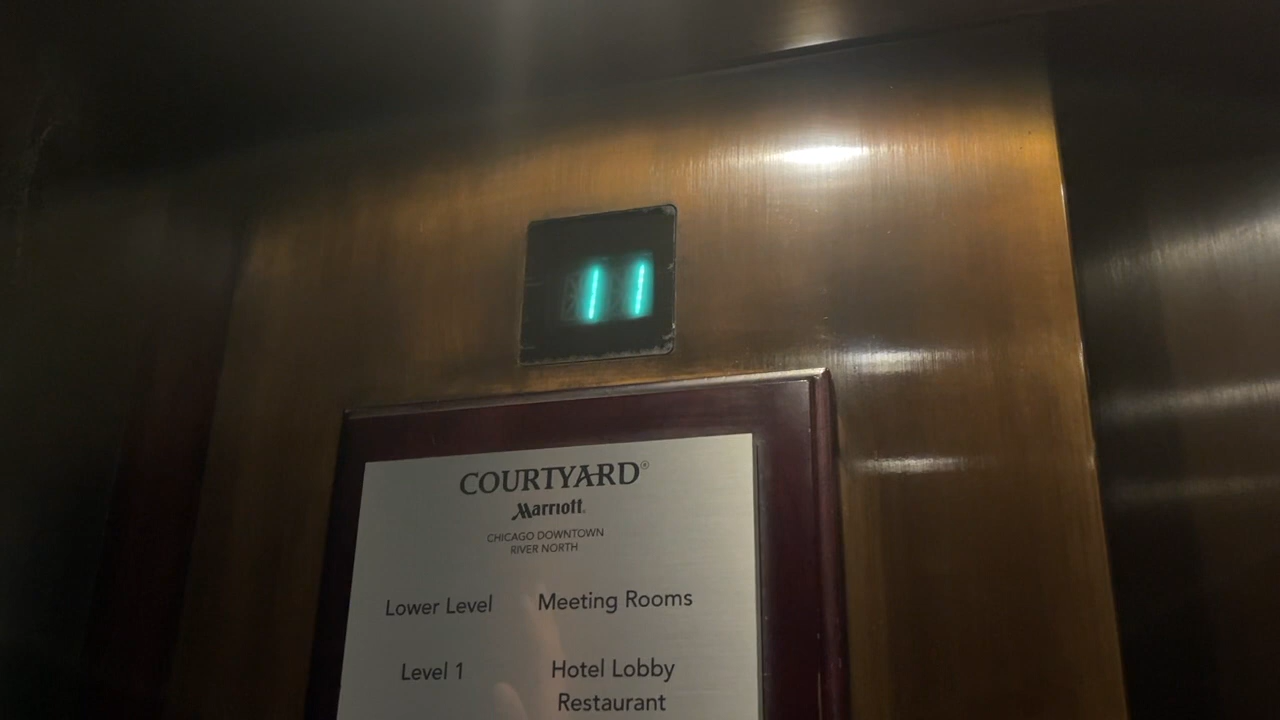 11
COURTYARD®
Marriott®
CHICAGO DOWNTOWN
RIVER NORTH
Lower Level Meeting Rooms
Level 1 Hotel Lobby
Restaurant